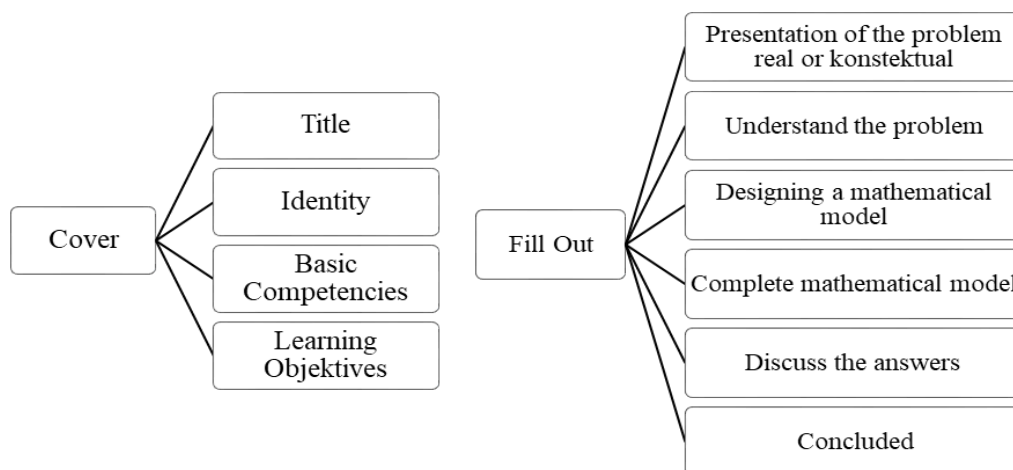 Cover
Title
Identity
Basic
Competencies
Learning
Objektives
Fill Out
Presentation of the problem
real or konstektual
Understand the problem
Designing a mathematical
model
Complete mathematical model
Discuss the answers
Concluded